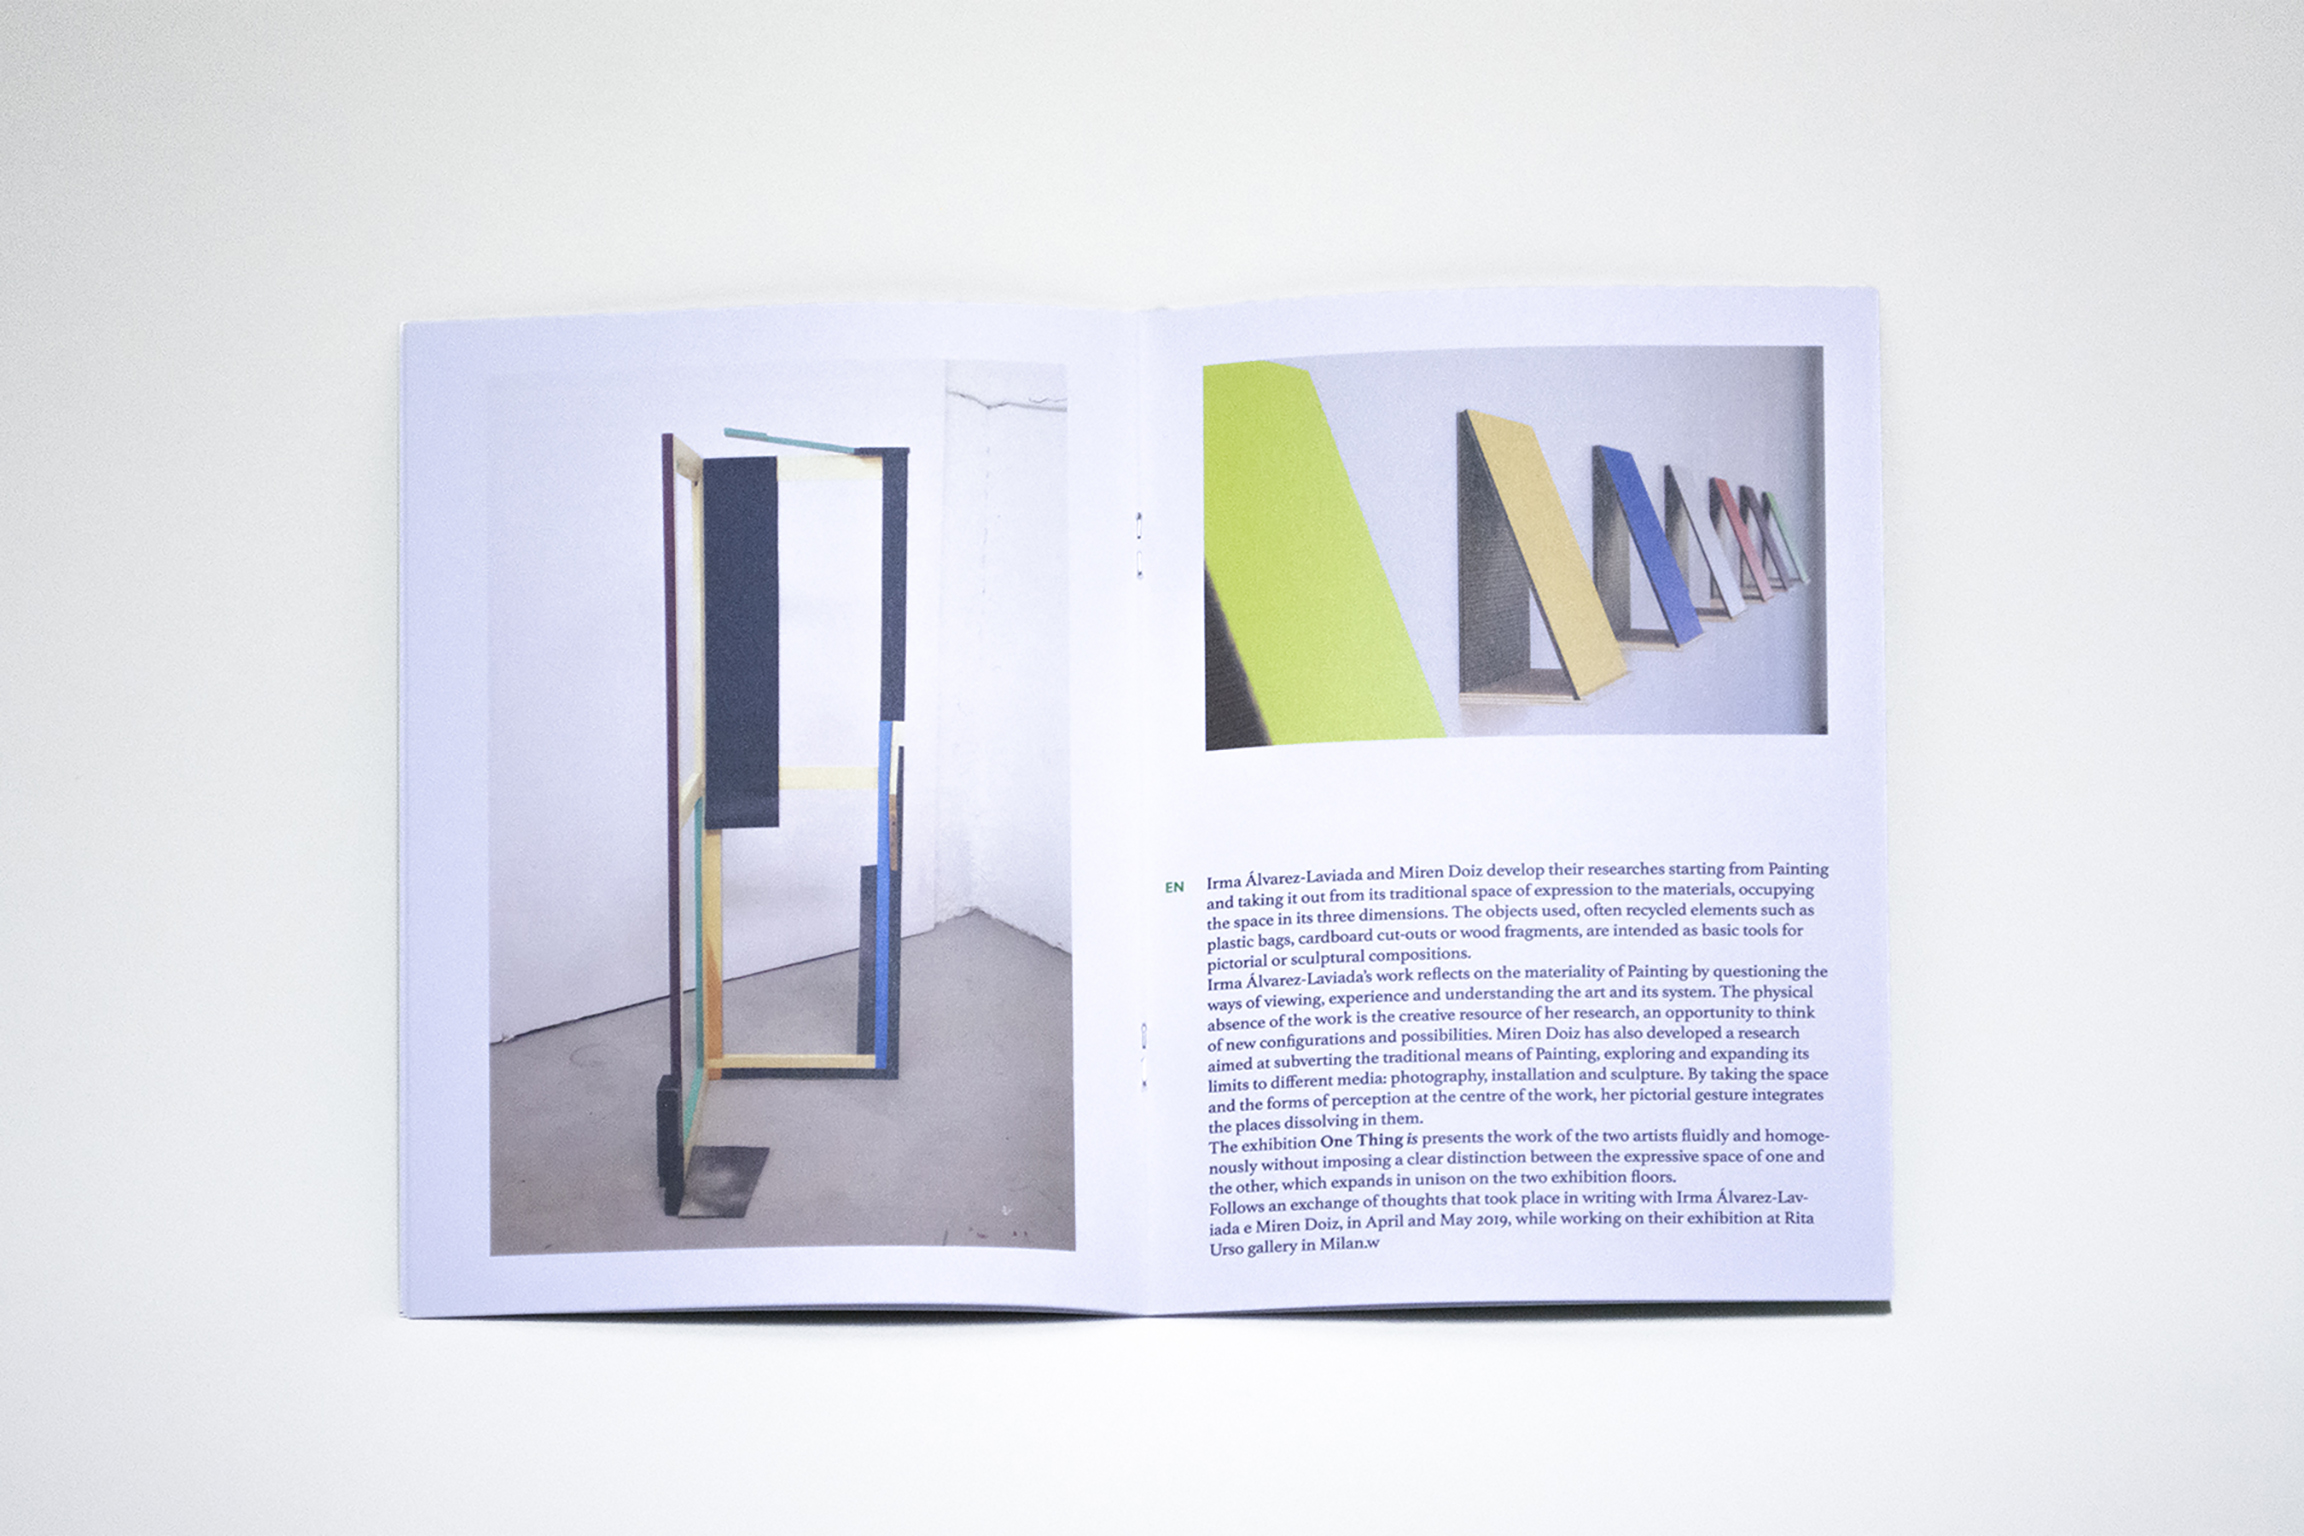 EN
Irma Álvarez-Laviada and Miren Doiz develop their researches starting from Painting
and taking it out from its traditional space of expression to the materials, occupying
the space in its three dimensions. The objects used, often recycled elements such as
plastic bags, cardboard cut-outs or wood fragments, are intended as basic tools for
pictorial or sculptural compositions.
Irma Álvarez-Laviada's work reflects on the materiality of Painting by questioning the
ways of viewing, experience and understanding the art and its system. The physical
absence of the work is the creative resource of her research, an opportunity to think
of new configurations and possibilities. Miren Doiz has also developed a research
aimed at subverting the traditional means of Painting, exploring and expanding its
limits to different media: photography, installation and sculpture. By taking the space
and the forms of perception at the centre of the work, her pictorial gesture integrates
the places dissolving in them.
The exhibition One Thing is presents the work of the two artists fluidly and homoge-
nously without imposing a clear distinction between the expressive space of one and
the other, which expands in unison on the two exhibition floors.
Follows an exchange of thoughts that took place in writing with Irma Álvarez-Lav-
iada e Miren Doiz, in April and May 2019, while working on their exhibition at Rita
Urso gallery in Milan.w